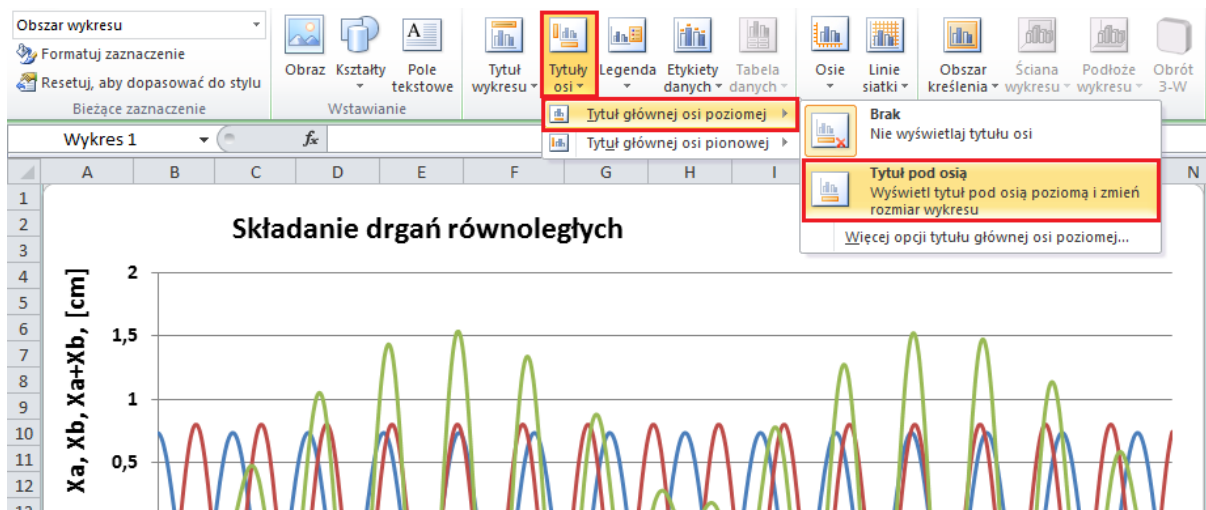 Obszar wykresu
Formatuj zaznaczenie
Resetuj, aby dopasować do stylu
Bieżące zaznaczenie
Obraz
Kształty
Pole
tekstowe
Wstawianie
Tytuł
wykresu
Tytuły
osi
Legenda
Etykiety
danych
Tabela
danych
Osie
Linie
siatki
Obszar
kreślenia
Ściana
wykresu
Podłoże
wykresu
Obrót
3-W
Tytuł głównej osi poziomej
Tytuł głównej osi pionowej
Brak
Nie wyświetlaj tytułu osi
Tytuł pod osią
Wyświetl tytuł pod osią poziomą i zmień
rozmiar wykresu
Więcej opcji tytułu głównej osi poziomej...
Wykres 1
fx
A B C D E F G H I N
1
2
3
4
5
6
7
8
9
10
11
12
Składanie drgań równoległych
Xa, Xb, Xa+Xb, [cm]
2
1,5
1
0,5